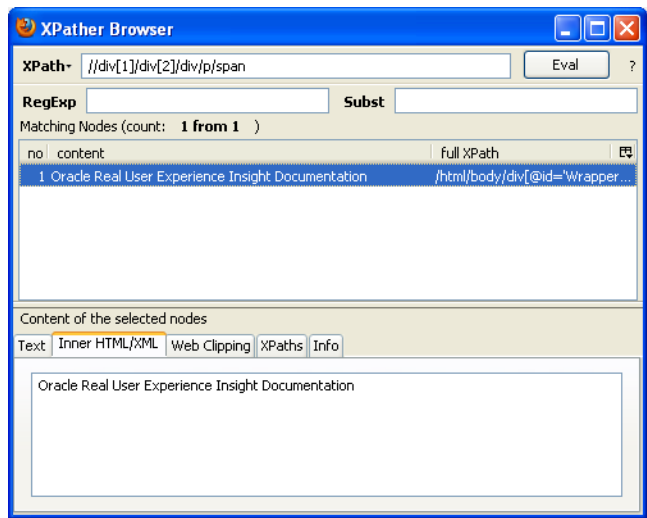 XPather Browser
XPath //div[1]/div[2]/div/p/span Eval ?
RegExp Subst
Matching Nodes (count: 1 from 1 )
no content full XPath
1 Oracle Real User Experience Insight Documentation /html/body/div[@id='Wrapper...
Content of the selected nodes
Text Inner HTML/XML Web Clipping XPaths Info
Oracle Real User Experience Insight Documentation